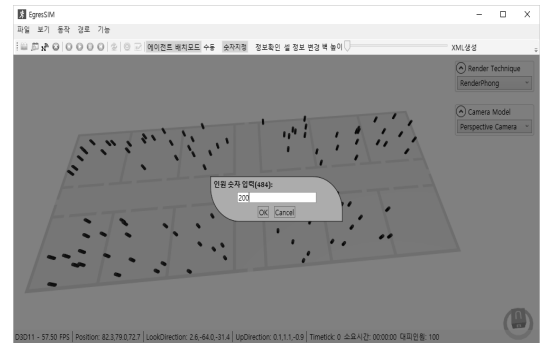 EgresSIM
파일 보기 동작 경로 기능
에이전트 배치모드 수동 숫자지정 정보확인 셀 정보 변경 벽 높이 XML생성
Render Technique
RenderPhong
Camera Model
Perspective Camera
인원 숫자 입력(484):
200
OK Cancel
D3D11 - 57.50 FPS Position: 82.3,79.0,72.7 LookDirection: 2.6,-64.0,-31.4 UpDirection: 0.1,1.1,-0.9 Timetick: 0 소요시간: 00:00:00 대피인원: 100